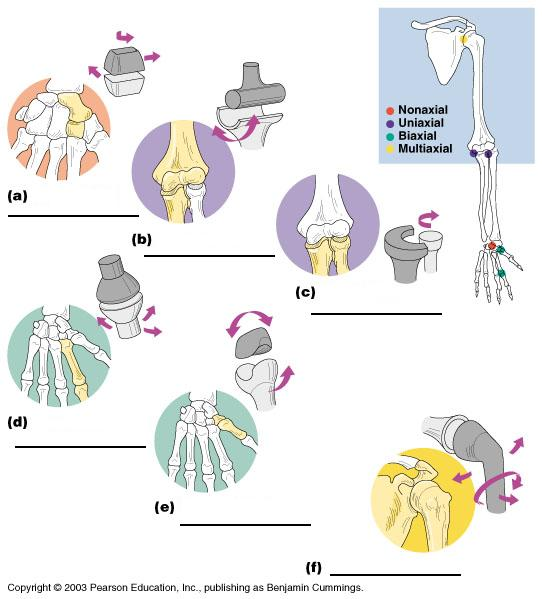 Nonaxial
Uniaxial
Biaxial
Multiaxial
(a)
(b)
(c)
(d)
(e)
(f)
Copyright © 2003 Pearson Education, Inc., publishing as Benjamin Cummings.